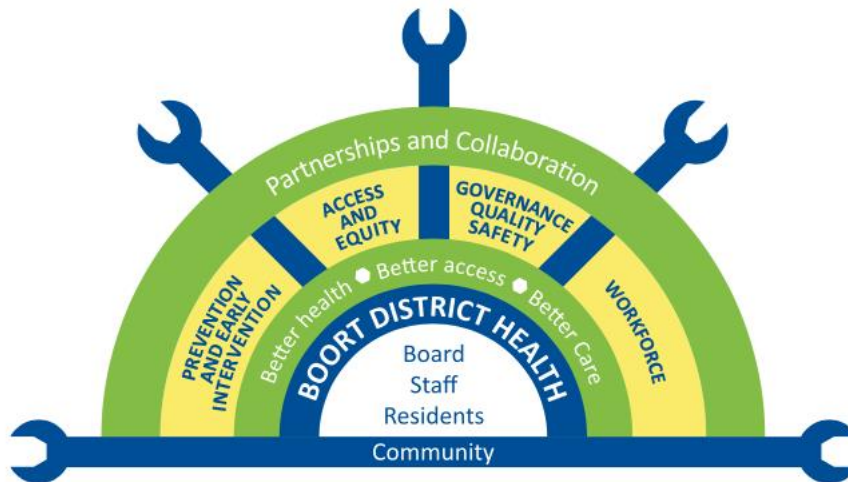 Partnerships and Collaboration
PREVENTION
AND EARLY
INTERVENTION
ACCESS
AND
EQUITY
GOVERNANCE
QUALITY
SAFETY
WORKFORCE
Better health ● Better access ● Better Care
BOORT DISTRICT HEALTH
Board
Staff
Residents
Community